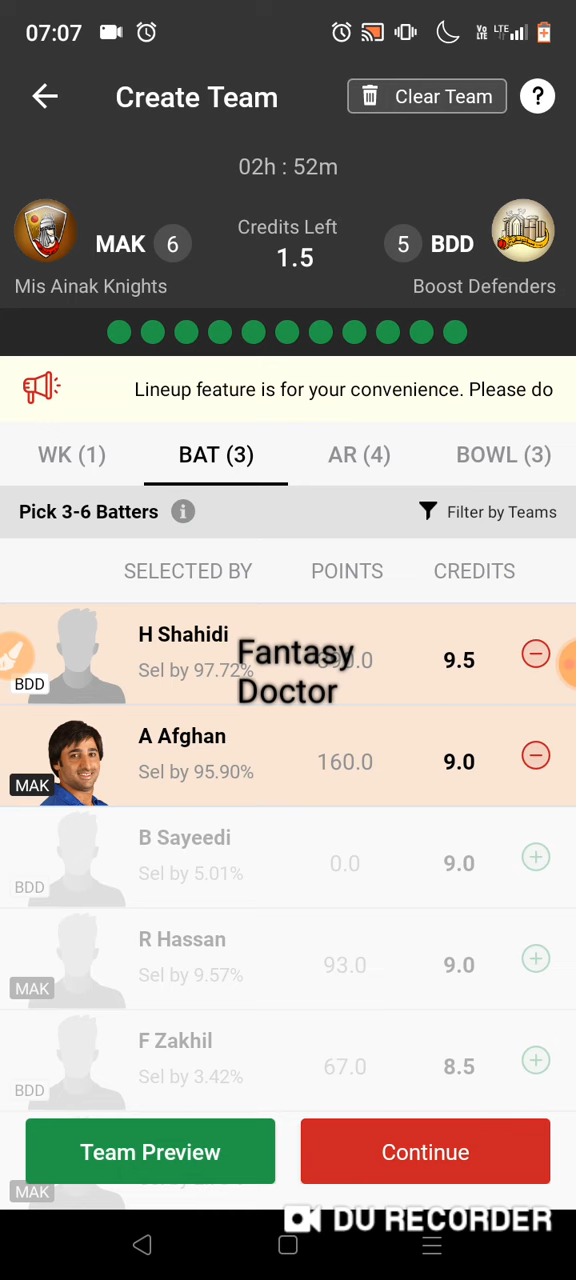 07:07
Vo LTE LTE
Create Team
Clear Team
?
02h : 52m
MAK 6
Credits Left
1.5
5 BDD
Mis Ainak Knights
Boost Defenders
Lineup feature is for your convenience. Please do
WK (1)
BAT (3)
AR (4)
BOWL (3)
Pick 3-6 Batters
Filter by Teams
SELECTED BY
POINTS
CREDITS
H Shahidi
Sel by 97.72%
9.5
BDD
Fantasy
Doctor
A Afghan
Sel by 95.90%
160.0
9.0
MAK
B Sayeedi
Sel by 5.01%
0.0
9.0
BDD
R Hassan
Sel by 9.57%
93.0
9.0
MAK
F Zakhil
Sel by 3.42%
67.0
8.5
BDD
Team Preview
Continue
MAK
DU RECORDER